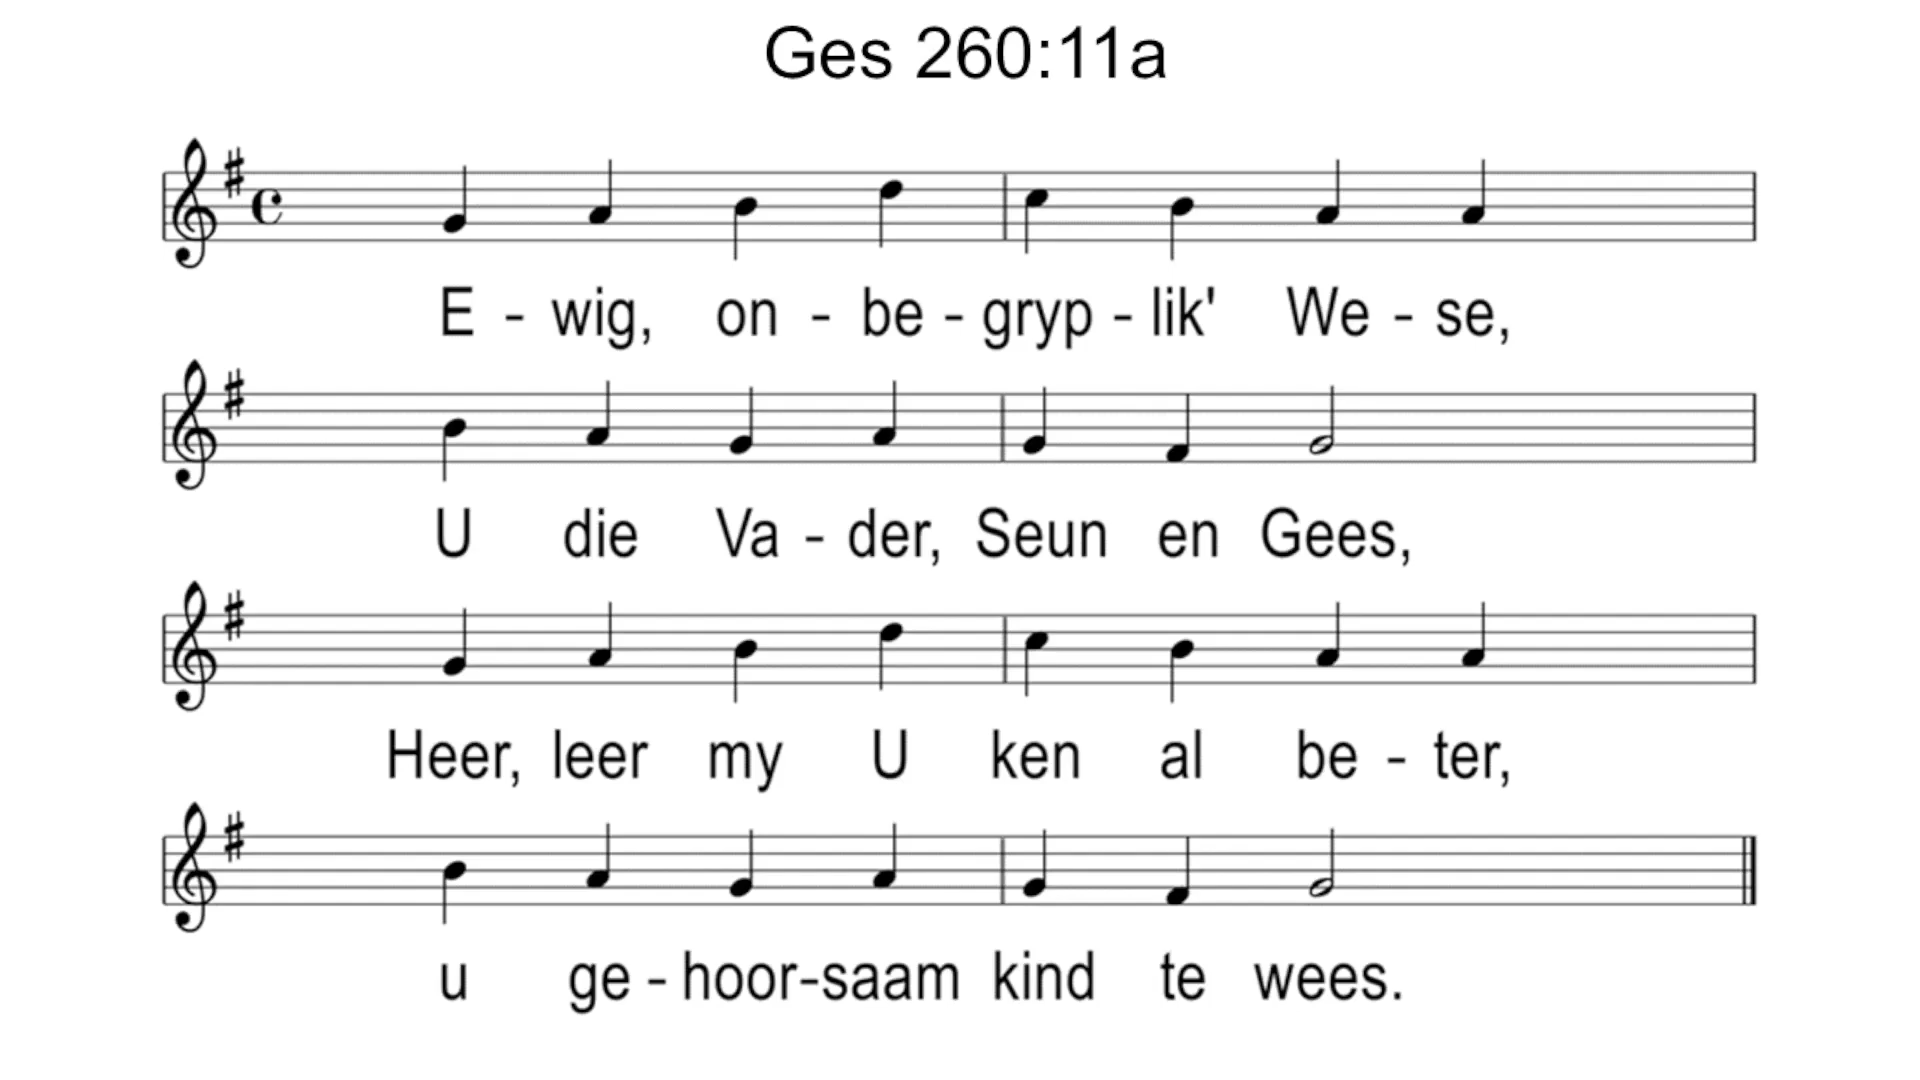 Ges 260:11a
E - wig, on - be - gryp - lik' We - se,
U die Va - der, Seun en Gees,
Heer, leer my U ken al be - ter,
u ge - hoor-saam kind te wees.